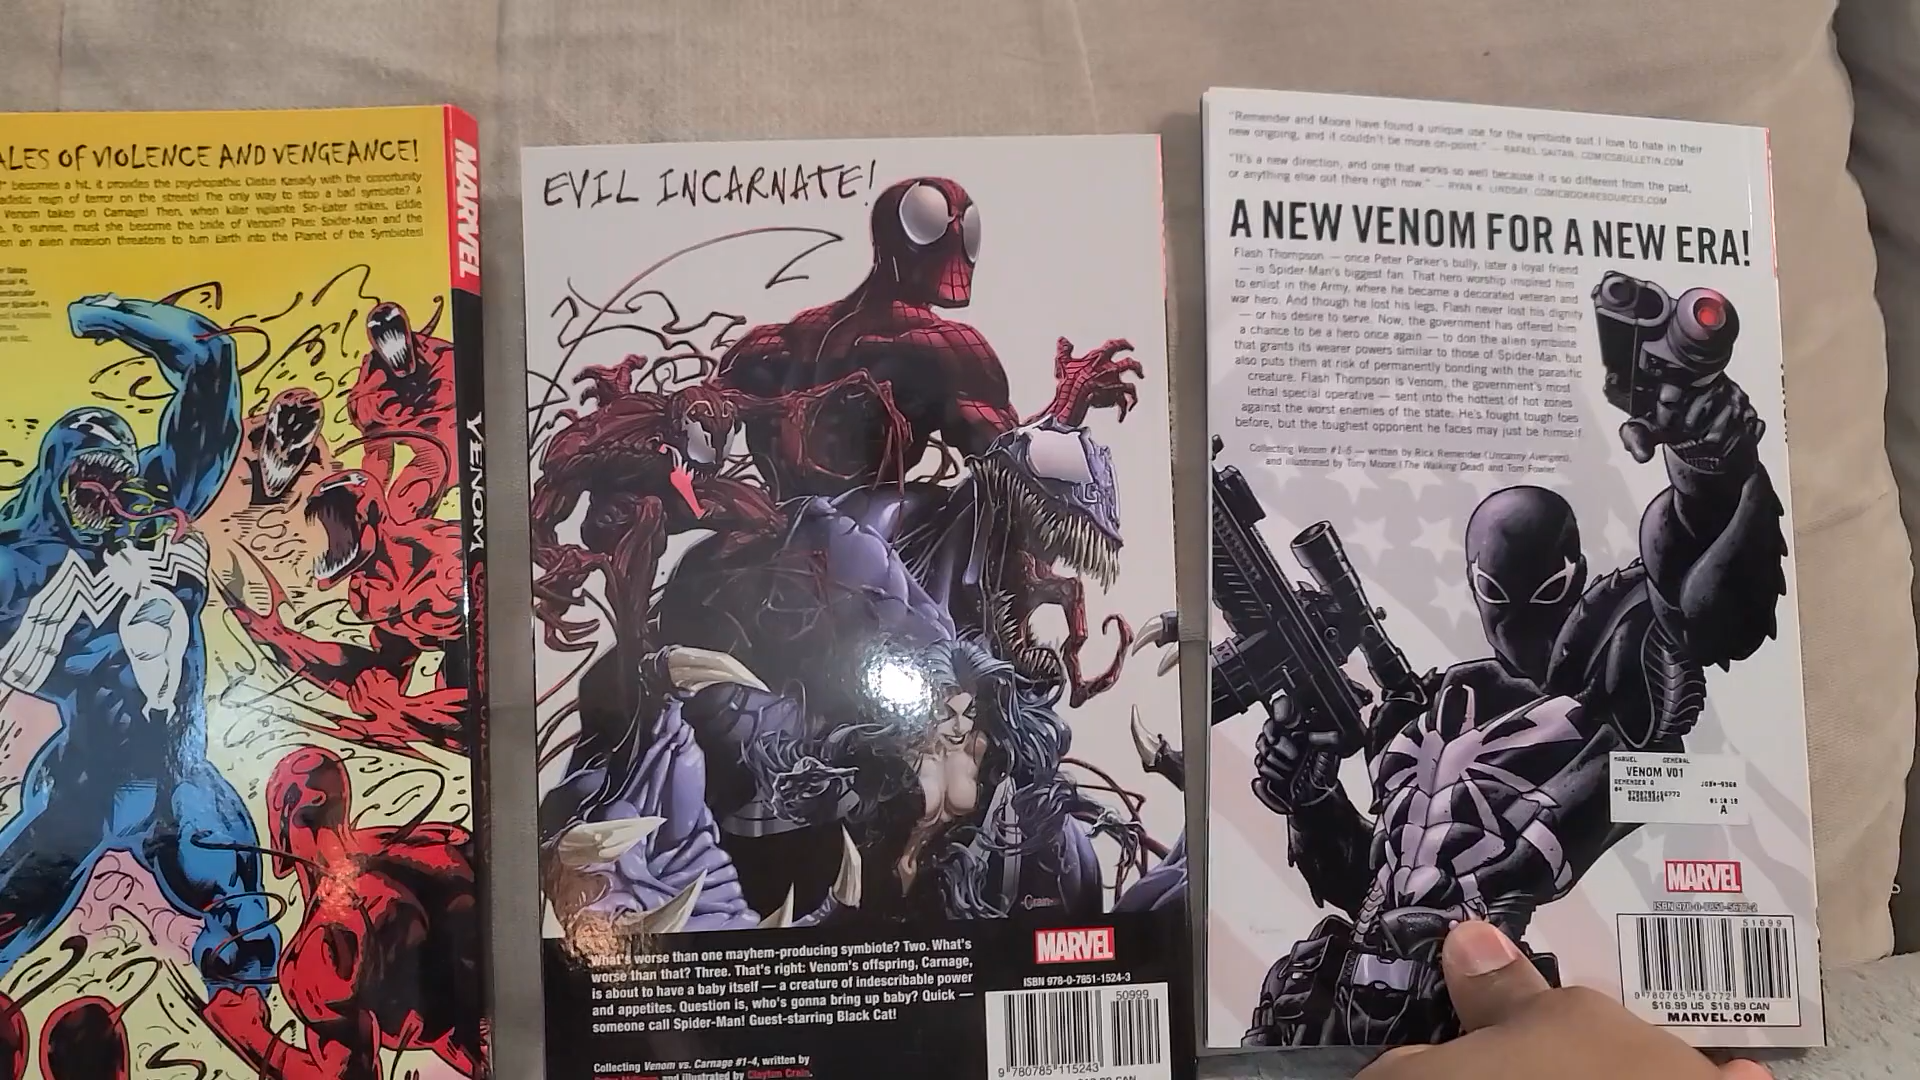 ALES OF VIOLENCE AND VENGEANCE!
" becomes a hit, it provides the psychopathic Cletus Kasady with the opportunity
adistic reign of terror on the streets! The only way to stop a bad symbiote? A
Venom takes on Carnage! Then, when killer vigilante Sin-Eater strikes, Eddie
. To survive, must she become the bride of Venom? Plus: Spider-Man and the
en an alien invasion threatens to turn Earth into the Planet of the Symbiotes!
MARVEL
VENOM
EVIL INCARNATE!
-Crain-
What's worse than one mayhem-producing symbiote? Two. What's
worse than that? Three. That's right: Venom's offspring, Carnage,
is about to have a baby itself — a creature of indescribable power
and appetites. Question is, who's gonna bring up baby? Quick —
someone call Spider-Man! Guest-starring Black Cat!
Collecting Venom vs. Carnage #1-4, written by
and illustrated by Clayton Crain.
MARVEL
ISBN 978-0-7851-1524-3
50999
9 780785 115243
"Remender and Moore have found a unique use for the symbiote suit I love to hate in their
new ongoing, and it couldn't be more on-point." — RAFAEL GAITAN, COMICSBULLETIN.COM
"It's a new direction, and one that works so well because it is so different from the past,
or anything else out there right now." — RYAN K. LINDSAY, COMICBOOKRESOURCES.COM
A NEW VENOM FOR A NEW ERA!
Flash Thompson — once Peter Parker's bully, later a loyal friend
— is Spider-Man's biggest fan. That hero worship inspired him
to enlist in the Army, where he became a decorated veteran and
war hero. And though he lost his legs, Flash never lost his dignity
— or his desire to serve. Now, the government has offered him
a chance to be a hero once again — to don the alien symbiote
that grants its wearer powers similar to those of Spider-Man, but
also puts them at risk of permanently bonding with the parasitic
creature. Flash Thompson is Venom, the government's most
lethal special operative — sent into the hottest of hot zones
against the worst enemies of the state. He's fought tough foes
before, but the toughest opponent he faces may just be himself.
Collecting Venom #1-5 — written by Rick Remender (Uncanny Avengers),
and illustrated by Tony Moore (The Walking Dead) and Tom Fowler.
MARVEL GENERAL
VENOM V01
REMENDER
9780785156772
A
MARVEL
ISBN 978-0-7851-5677-2
51699
9 780785 156772
$16.99 US $18.99 CAN
MARVEL.COM